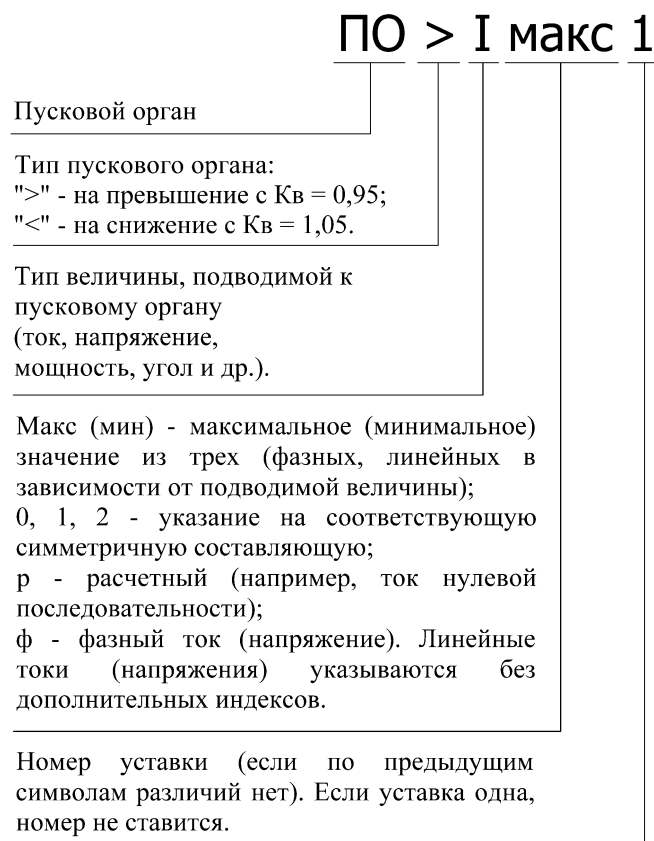 ПО > I макс 1
Пусковой орган
Тип пускового органа:
">" - на превышение с Кв = 0,95;
"<" - на снижение с Кв = 1,05.
Тип величины, подводимой к
пусковому органу
(ток, напряжение,
мощность, угол и др.).
Макс (мин) - максимальное (минимальное)
значение из трех (фазных, линейных в
зависимости от подводимой величины);
0, 1, 2 - указание на соответствующую
симметричную составляющую;
р - расчетный (например, ток нулевой
последовательности);
ф - фазный ток (напряжение). Линейные
токи (напряжения) указываются без
дополнительных индексов.
Номер уставки (если по предыдущим
символам различий нет). Если уставка одна,
номер не ставится.